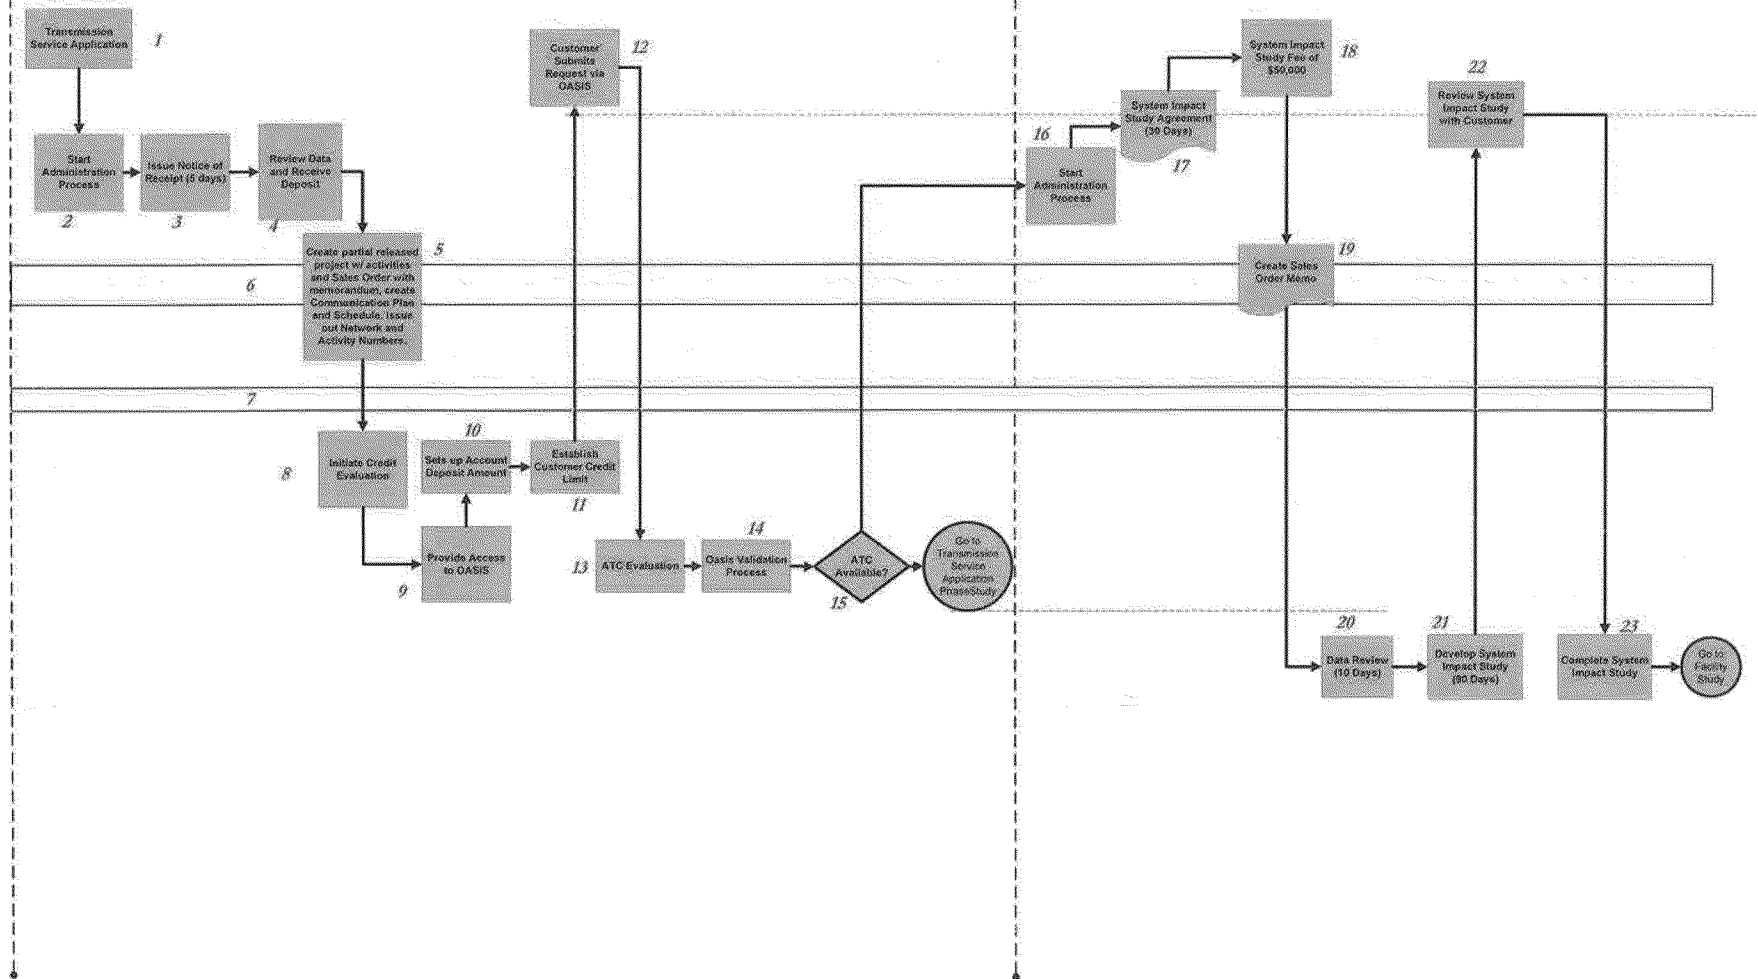 Transmission
Service Application
1
Start
Administration
Process
2
Issue Notice of
Receipt (5 days)
3
Review Data
and Receive
Deposit
4
Create partial released
project w/ activities
and Sales Order with
memorandum, create
Communication Plan
and Schedule. Issue
out Network and
Activity Numbers.
5
6
7
Initiate Credit
Evaluation
8
Provide Access
to OASIS
9
10
Sets up Account
Deposit Amount
Establish
Customer Credit
Limit
11
Customer
Submits
Request via
OASIS
12
ATC Evaluation
13
14
Oasis Validation
Process
ATC
Available?
15
Go to
Transmission
Service
Application
PhaseStudy
16
Start
Administration
Process
System Impact
Study Agreement
(30 Days)
17
System Impact
Study Fee of
$50,000
18
Create Sales
Order Memo
19
20
Data Review
(10 Days)
21
Develop System
Impact Study
(90 Days)
22
Review System
Impact Study
with Customer
23
Complete System
Impact Study
Go to
Facility
Study